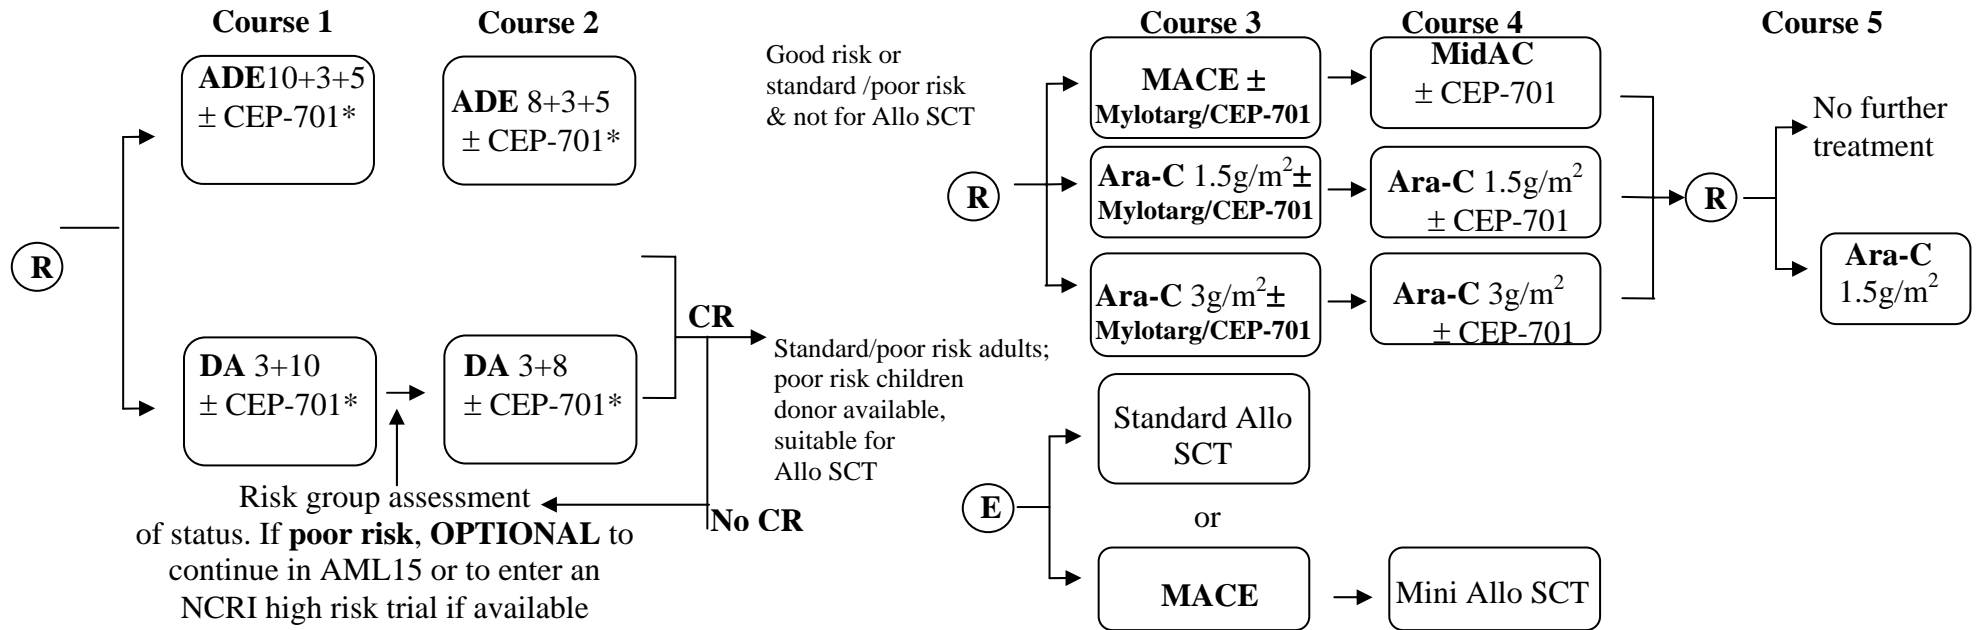 Course 1
Course 2
Course 3
Course 4
Course 5
ADE10+3+5
± CEP-701*
ADE 8+3+5
± CEP-701*
R
DA 3+10
± CEP-701*
DA 3+8
± CEP-701*
CR
No CR
Risk group assessment
of status. If poor risk, OPTIONAL to
continue in AML15 or to enter an
NCRI high risk trial if available
Good risk or
standard /poor risk
& not for Allo SCT
Standard/poor risk adults;
poor risk children
donor available,
suitable for
Allo SCT
R
MACE ±
Mylotarg/CEP-701
MidAC
± CEP-701
Ara-C 1.5g/m²±
Mylotarg/CEP-701
Ara-C 1.5g/m²
± CEP-701
Ara-C 3g/m²±
Mylotarg/CEP-701
Ara-C 3g/m²
± CEP-701
R
No further
treatment
Ara-C
1.5g/m²
E
Standard Allo
SCT
or
MACE
Mini Allo SCT